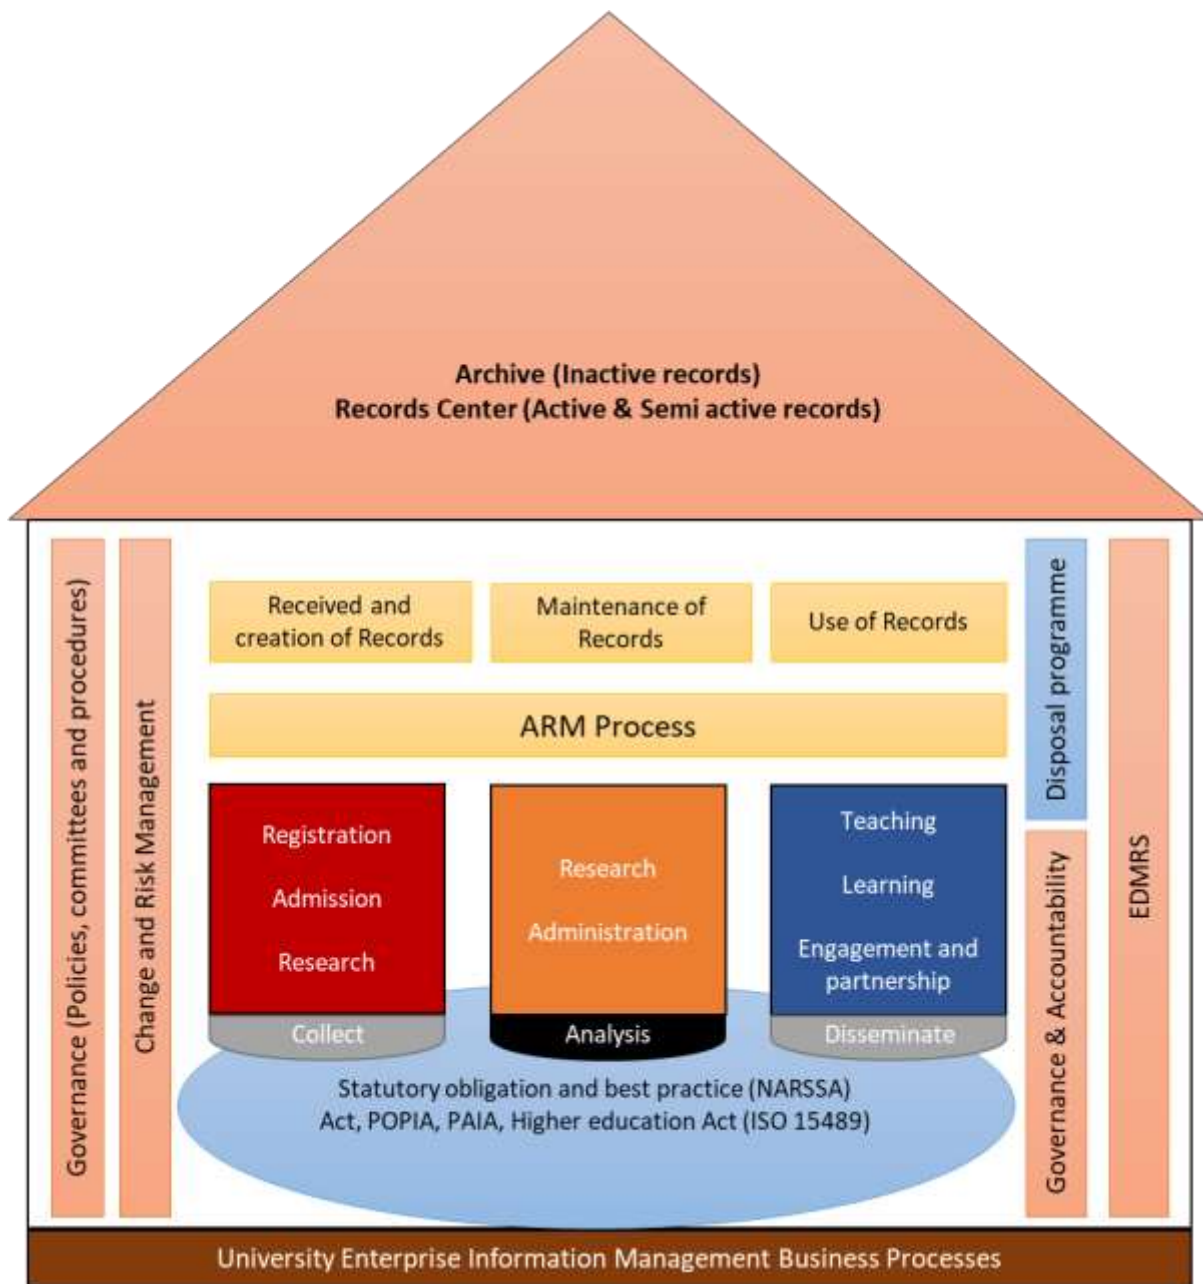 Archive (Inactive records)
Records Center (Active & Semi active records)
Governance (Policies, committees and procedures)
Change and Risk Management
Received and
creation of Records
Maintenance of
Records
Use of Records
ARM Process
Registration
Admission
Research
Collect
Research
Administration
Analysis
Teaching
Learning
Engagement and
partnership
Disseminate
Statutory obligation and best practice (NARSSA)
Act, POPIA, PAIA, Higher education Act (ISO 15489)
Disposal programme
Governance & Accountability
EDMRS
University Enterprise Information Management Business Processes